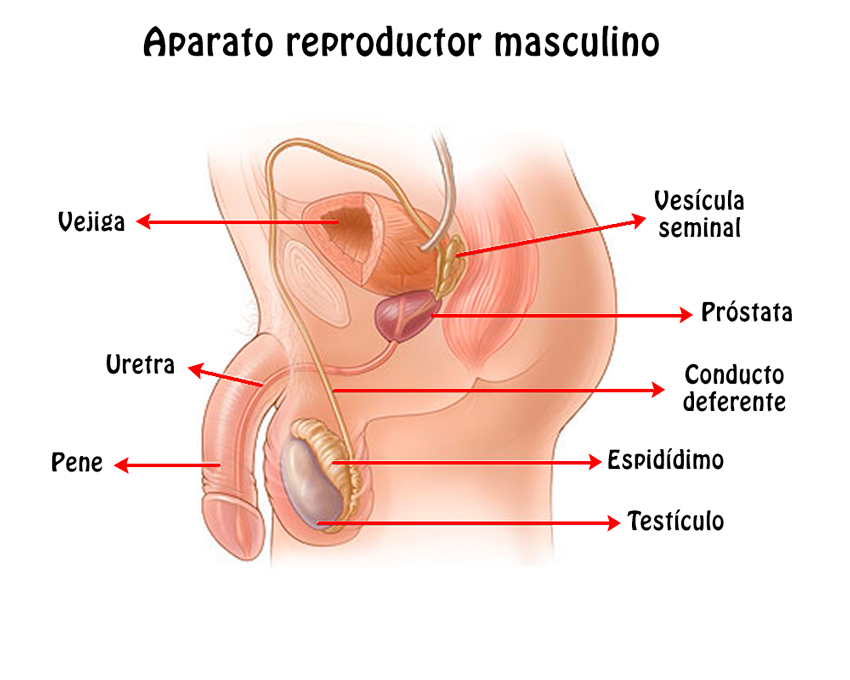 Aparato reproductor masculino
Vejiga
Vesícula
seminal
Próstata
Uretra
Conducto
deferente
Pene
Espidídimo
Testículo